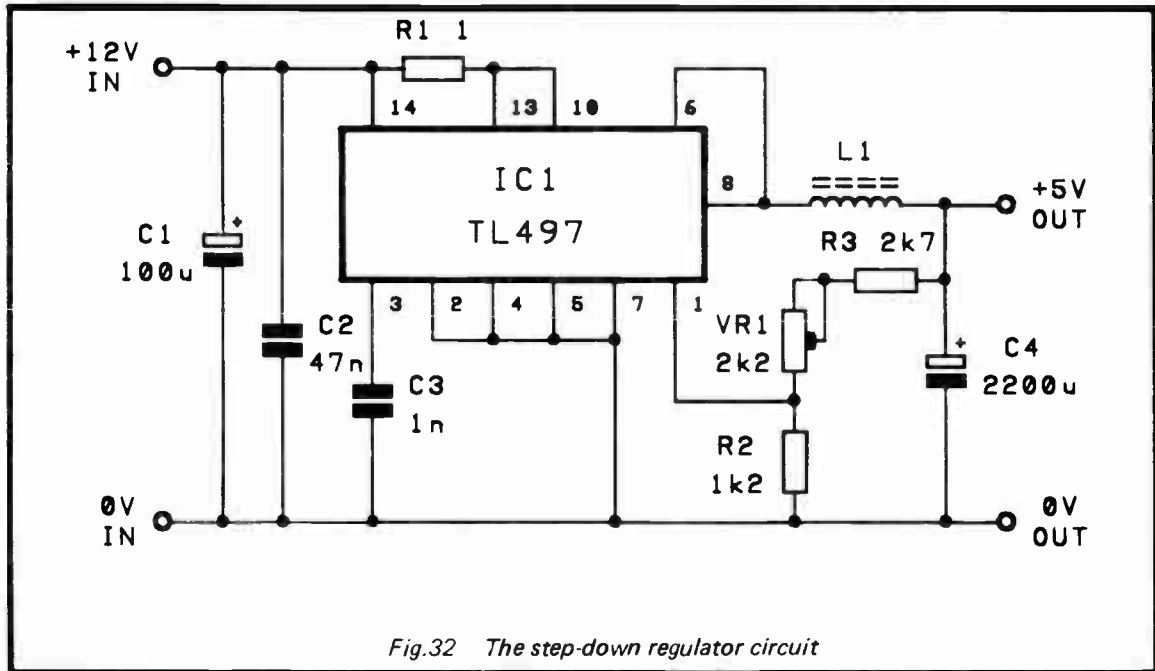 R1 1
+12V
IN
14
13
10
6
IC1
TL497
8
L1
+5V
OUT
C1
+
100u
R3 2k7
3
2
4
5
7
1
C2
47n
VR1
2k2
+
C4
2200u
C3
1n
R2
1k2
0V
IN
0V
OUT
Fig.32 The step-down regulator circuit